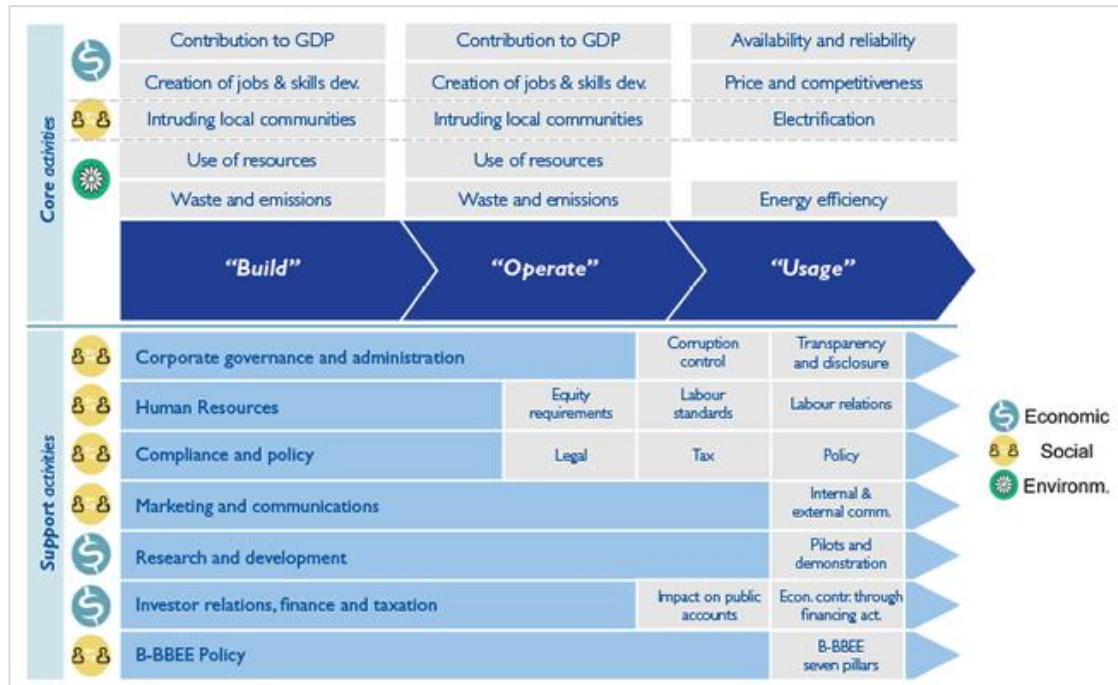 Core activities
Contribution to GDP
Contribution to GDP
Availability and reliability
Creation of jobs & skills dev.
Creation of jobs & skills dev.
Price and competitiveness
Intruding local communities
Intruding local communities
Electrification
Use of resources
Use of resources
Waste and emissions
Waste and emissions
Energy efficiency
“Build”
“Operate”
“Usage”
Support activities
Corporate governance and administration
Corruption
control
Transparency
and disclosure
Human Resources
Equity
requirements
Labour
standards
Labour relations
Compliance and policy
Legal
Tax
Policy
Marketing and communications
Internal &
external comm.
Research and development
Pilots and
demonstration
Investor relations, finance and taxation
Impact on public
accounts
Econ. contr. through
financing act.
B-BBEE Policy
B-BBEE
seven pillars
Economic
Social
Environm.